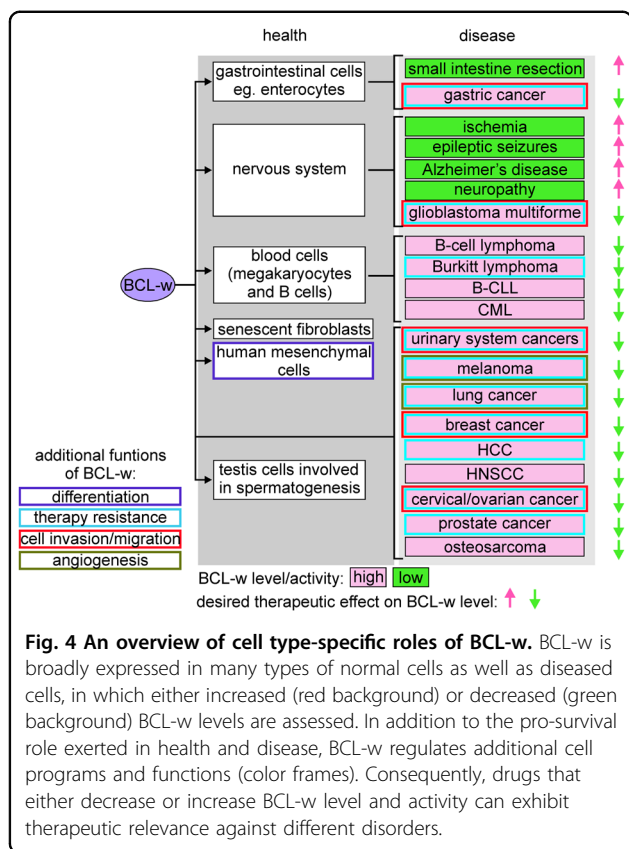 health
disease
gastrointestinal cells
eg. enterocytes
small intestine resection
gastric cancer
nervous system
ischemia
epileptic seizures
Alzheimer's disease
neuropathy
glioblastoma multiforme
BCL-w
blood cells
(megakaryocytes
and B cells)
B-cell lymphoma
Burkitt lymphoma
B-CLL
CML
senescent fibroblasts
human mesenchymal
cells
urinary system cancers
melanoma
lung cancer
breast cancer
HCC
HNSCC
cervical/ovarian cancer
prostate cancer
osteosarcoma
testis cells involved
in spermatogenesis
additional funtions
of BCL-w:
differentiation
therapy resistance
cell invasion/migration
angiogenesis
BCL-w level/activity: high low
desired therapeutic effect on BCL-w level:
Fig. 4 An overview of cell type-specific roles of BCL-w. BCL-w is
broadly expressed in many types of normal cells as well as diseased
cells, in which either increased (red background) or decreased (green
background) BCL-w levels are assessed. In addition to the pro-survival
role exerted in health and disease, BCL-w regulates additional cell
programs and functions (color frames). Consequently, drugs that
either decrease or increase BCL-w level and activity can exhibit
therapeutic relevance against different disorders.